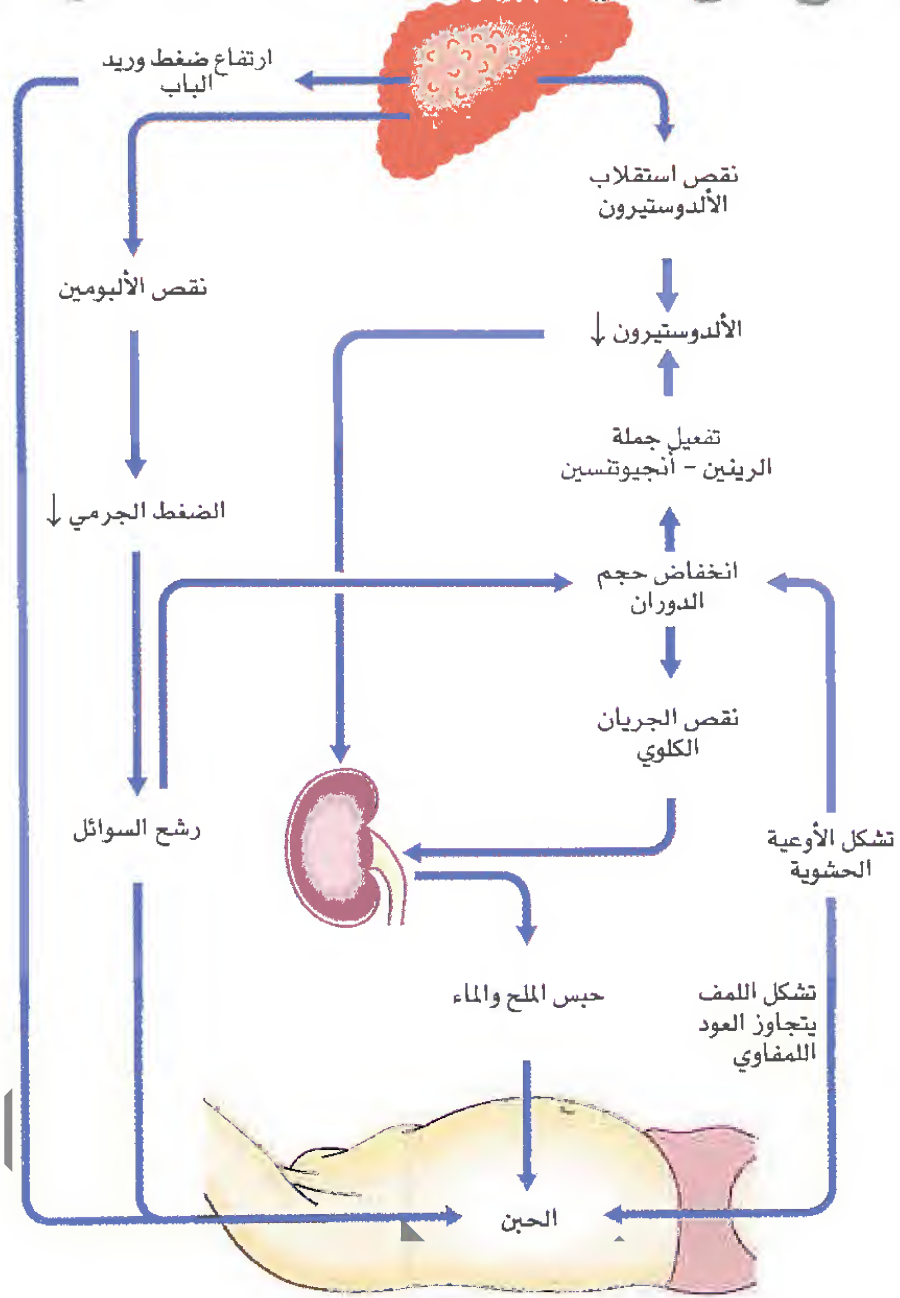 ارتفاع ضغط وريد
الباب
نقص استقلاب
الألدوستيرون
نقص الألبومين
الألدوستيرون ↓
تفعيل جملة
الرينين - أنجيوتنسين
الضغط الجرمي ↓
انخفاض حجم
الدوران
نقص الجريان
الكلوي
رشح السوائل
تشكل الأوعية
الحشوية
حبس الملح والماء
تشكل اللمف
يتجاوز العود
اللمفاوي
الحبن